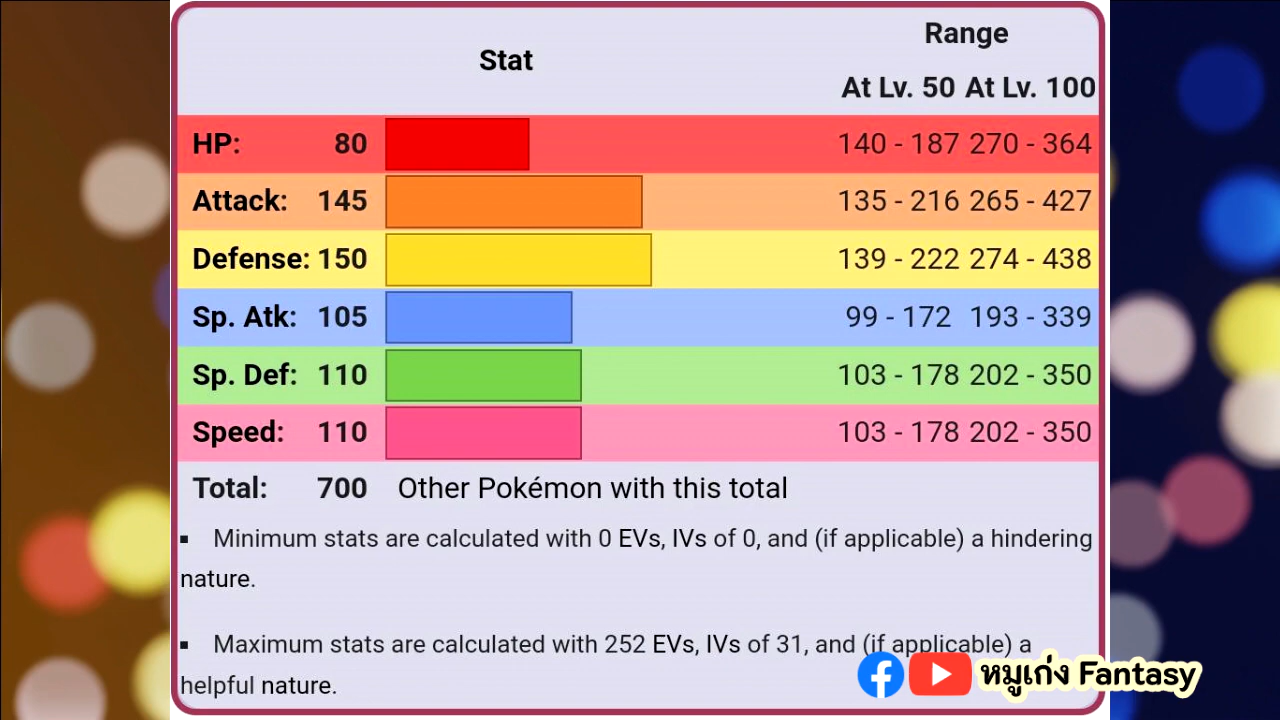 Stat
Range
At Lv. 50 At Lv. 100
HP: 80 140 - 187 270 - 364
Attack: 145 135 - 216 265 - 427
Defense: 150 139 - 222 274 - 438
Sp. Atk: 105 99 - 172 193 - 339
Sp. Def: 110 103 - 178 202 - 350
Speed: 110 103 - 178 202 - 350
Total: 700 Other Pokémon with this total
▪ Minimum stats are calculated with 0 EVs, IVs of 0, and (if applicable) a hindering
nature.
▪ Maximum stats are calculated with 252 EVs, IVs of 31, and (if applicable) a
helpful nature.
หมูเก่ง Fantasy